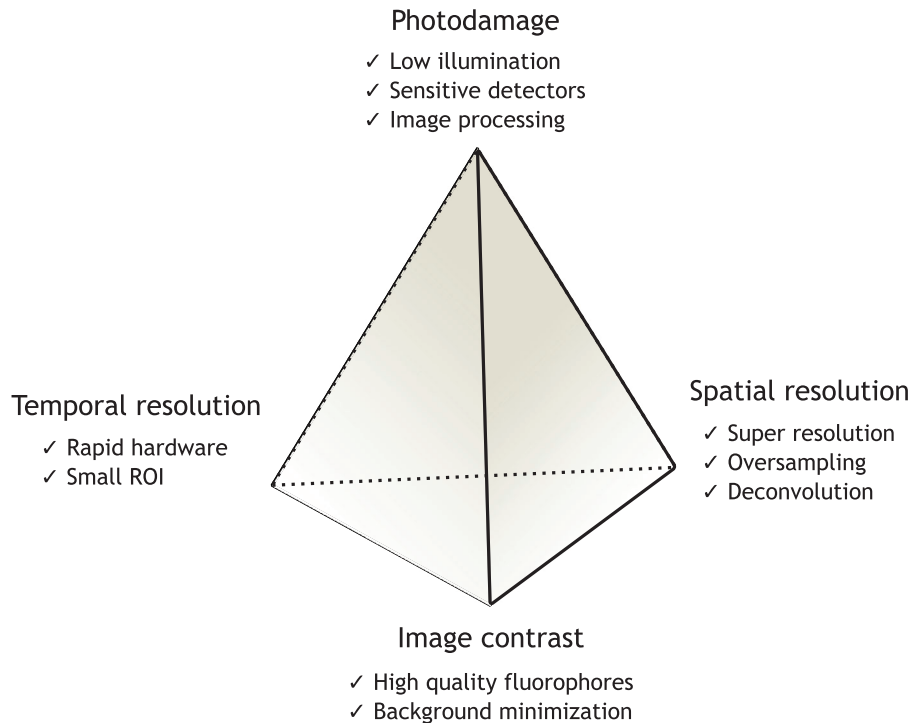 Photodamage
✓ Low illumination
✓ Sensitive detectors
✓ Image processing
Temporal resolution
✓ Rapid hardware
✓ Small ROI
Spatial resolution
✓ Super resolution
✓ Oversampling
✓ Deconvolution
Image contrast
✓ High quality fluorophores
✓ Background minimization